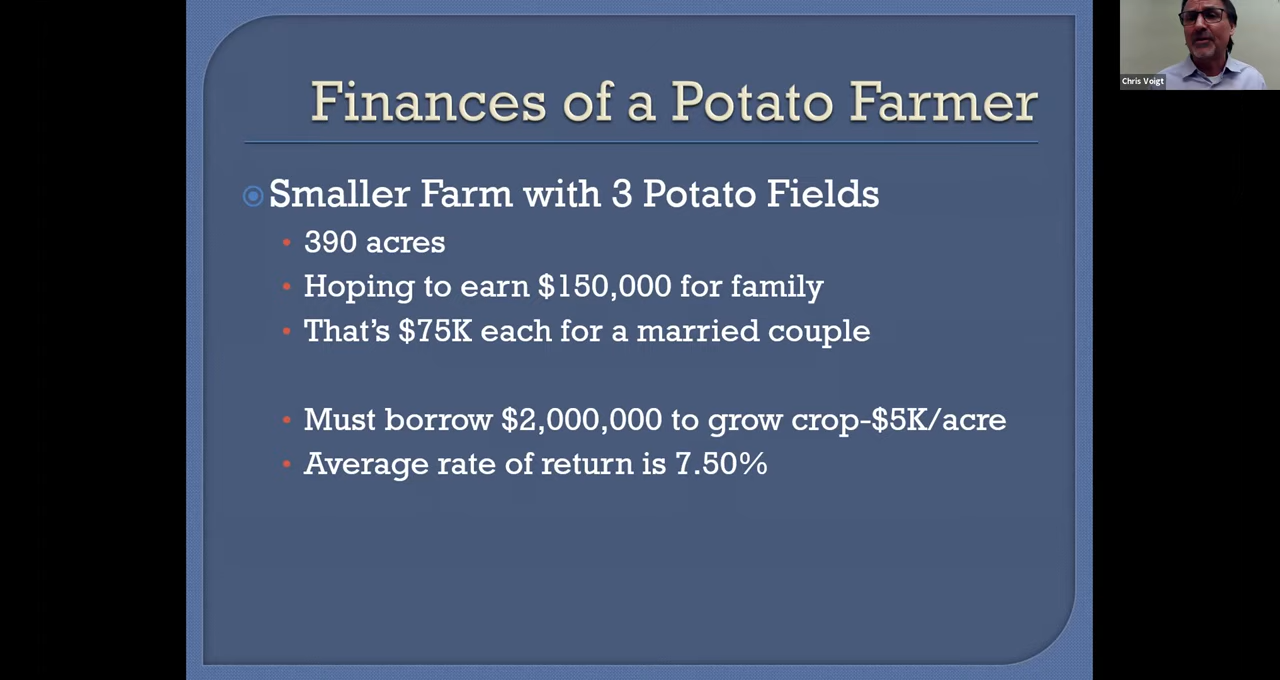 Finances of a Potato Farmer
Smaller Farm with 3 Potato Fields
390 acres
Hoping to earn $150,000 for family
That's $75K each for a married couple
Must borrow $2,000,000 to grow crop-$5K/acre
Average rate of return is 7.50%
Chris Voigt